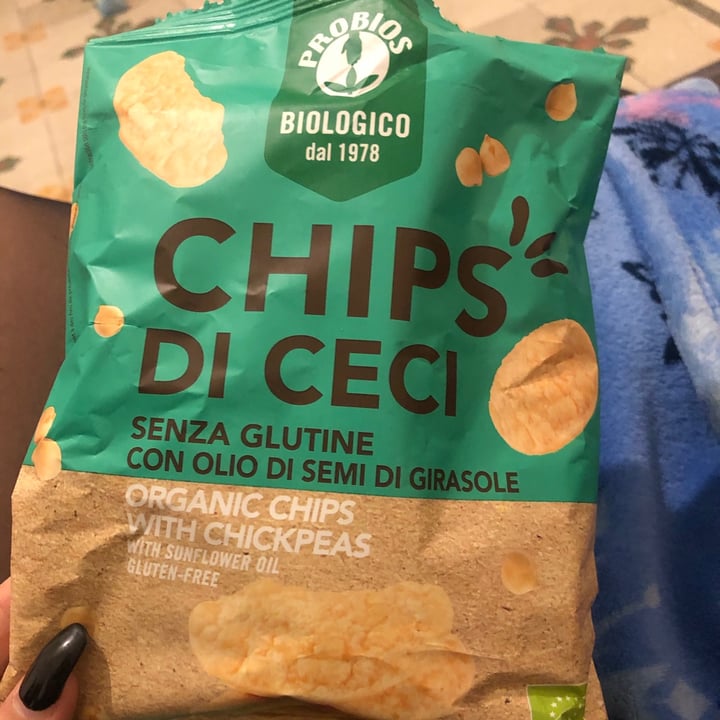 PROBIOS
BIOLOGICO
dal 1978
CHIPS
DI CECI
SENZA GLUTINE
CON OLIO DI SEMI DI GIRASOLE
ORGANIC CHIPS
WITH CHICKPEAS
WITH SUNFLOWER OIL
GLUTEN-FREE